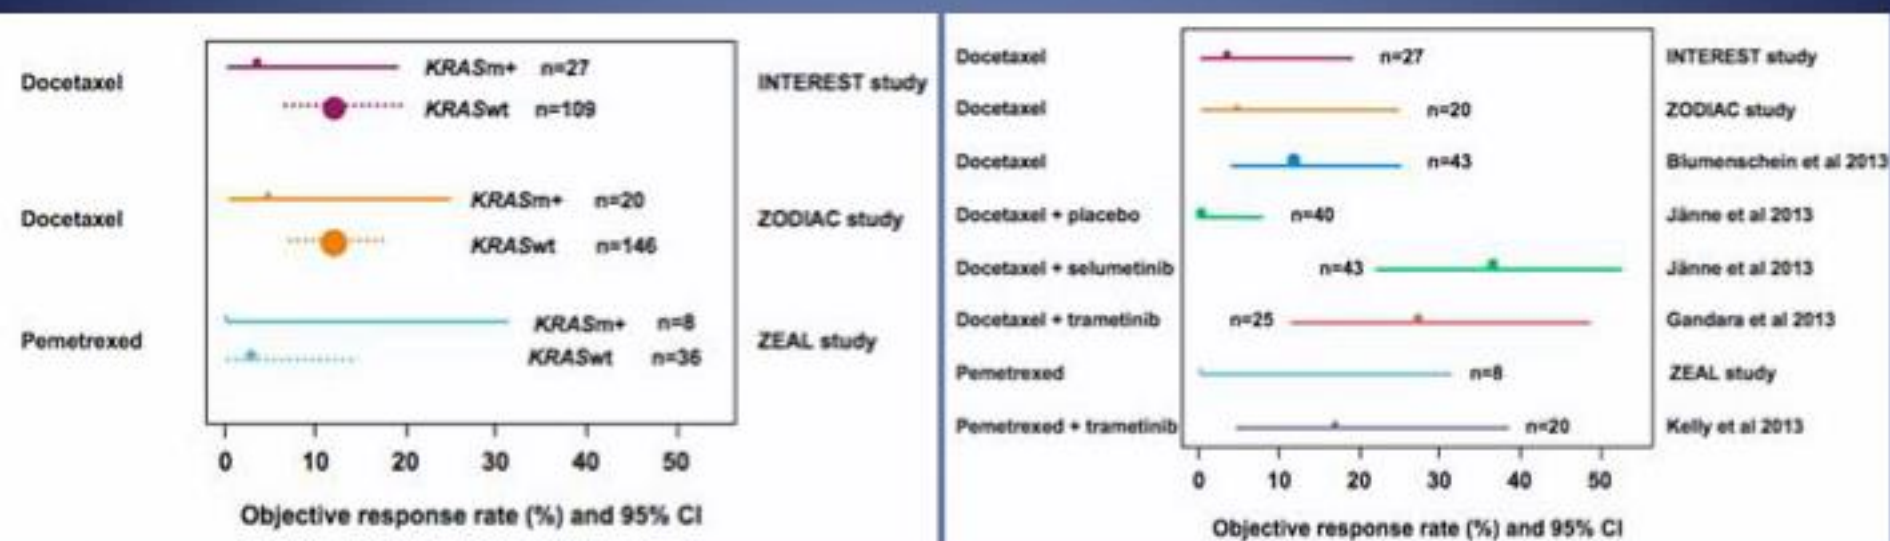 Docetaxel KRASm+ n=27 INTEREST study
KRASwt n=109
Docetaxel KRASm+ n=20 ZODIAC study
KRASwt n=146
Pemetrexed KRASm+ n=8 ZEAL study
KRASwt n=36
0 10 20 30 40 50
Objective response rate (%) and 95% CI
Docetaxel n=27 INTEREST study
Docetaxel n=20 ZODIAC study
Docetaxel n=43 Blumenschein et al 2013
Docetaxel + placebo n=40 Jänne et al 2013
Docetaxel + selumetinib n=43 Jänne et al 2013
Docetaxel + trametinib n=25 Gandara et al 2013
Pemetrexed n=8 ZEAL study
Pemetrexed + trametinib n=20 Kelly et al 2013
0 10 20 30 40 50
Objective response rate (%) and 95% CI